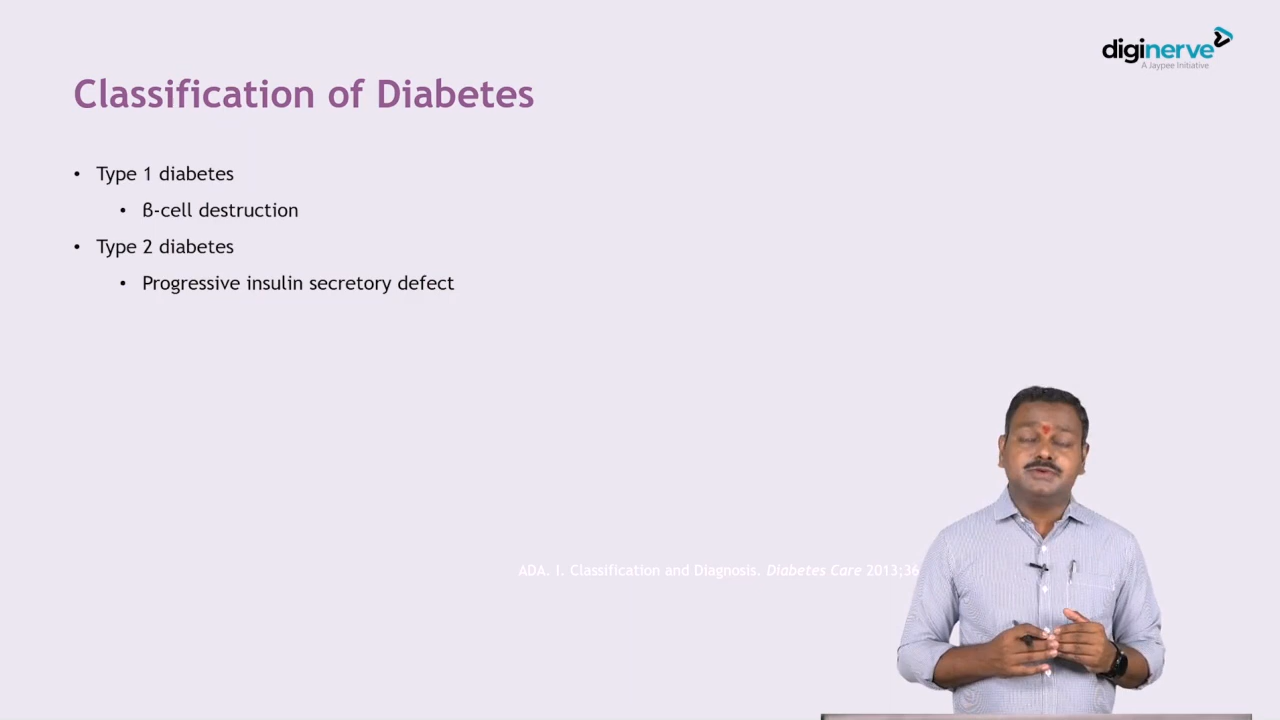 diginerve
A Jaypee Initiative
Classification of Diabetes
• Type 1 diabetes
• ß-cell destruction
• Type 2 diabetes
• Progressive insulin secretory defect
ADA. I. Classification and Diagnosis. Diabetes Care 2013;36